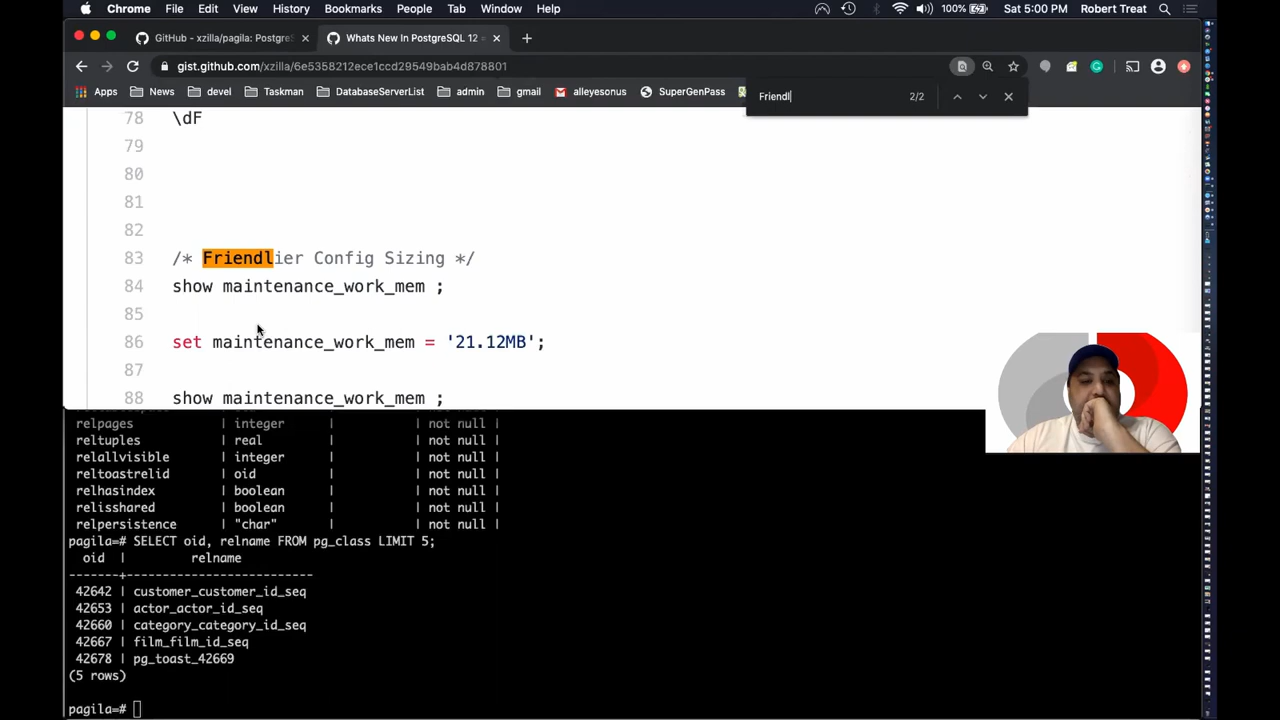 Chrome File Edit View History Bookmarks People Tab Window Help 100% Sat 5:00 PM Robert Treat
GitHub - xzilla/pagila: Postgre Whats New In PostgreSQL 12
gist.github.com/xzilla/6e5358212ece1ccd29549bab4d87880
Apps News devel Taskman DatabaseServerList admin gmail alleyesonus SuperGenPass
Friendl 2/2
78 \dF
79
80
81
82
83 /* Friendlier Config Sizing */
84 show maintenance_work_mem ;
85
86 set maintenance_work_mem = '21.12MB';
87
88 show maintenance_work_mem ;
relpages | integer | | not null |
reltuples | real | | not null |
relallvisible | integer | | not null |
reltoastrelid | oid | | not null |
relhasindex | boolean | | not null |
relisshared | boolean | | not null |
relpersistence | "char" | | not null |
pagila=# SELECT oid, relname FROM pg_class LIMIT 5;
oid | relname
-------+---------------------------
42642 | customer_customer_id_seq
42653 | actor_actor_id_seq
42660 | category_category_id_seq
42667 | film_film_id_seq
42678 | pg_toast_42669
(5 rows)
pagila=#